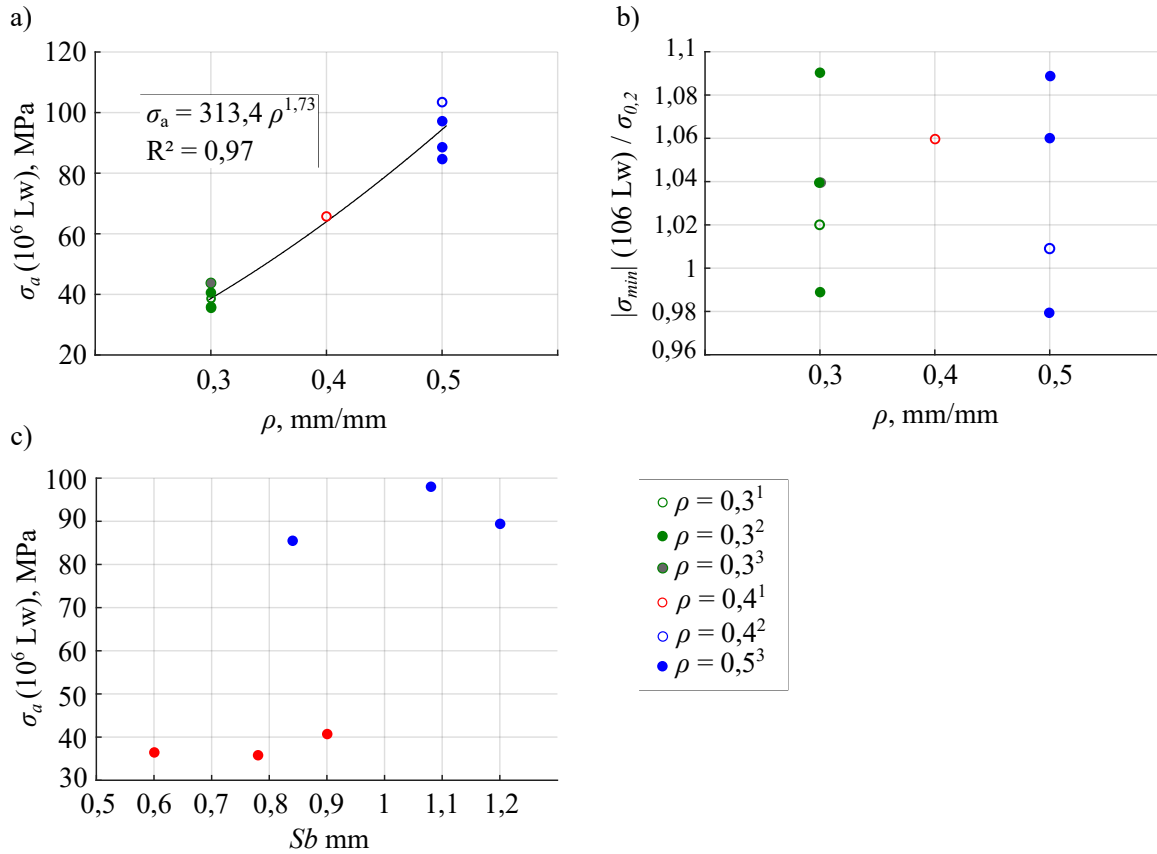 a)
120
100
80
60
40
20
σa (10⁶ Lw), MPa
σa = 313,4 ρ^1,73
R² = 0,97
0,3 0,4 0,5
ρ, mm/mm
b)
1,1
1,08
1,06
1,04
1,02
1
0,98
0,96
|σmin| (106 Lw) / σ0,2
0,3 0,4 0,5
ρ, mm/mm
c)
100
90
80
70
60
50
40
30
σa (10⁶ Lw), MPa
0,5 0,6 0,7 0,8 0,9 1 1,1 1,2
Sb mm
ρ = 0,3¹
ρ = 0,3²
ρ = 0,3³
ρ = 0,4¹
ρ = 0,4²
ρ = 0,5³